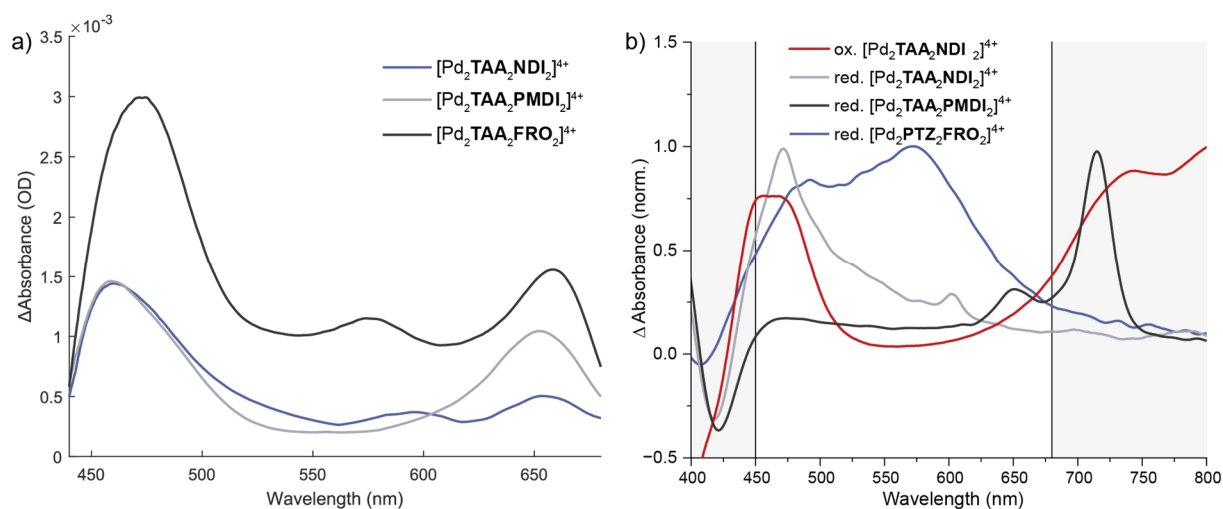 a)
×10⁻³
3.5
3
2.5
2
1.5
1
0.5
0
ΔAbsorbance (OD)
450 500 550 600 650
Wavelength (nm)
[Pd₂TAA₂NDI₂]⁴⁺
[Pd₂TAA₂PMDI₂]⁴⁺
[Pd₂TAA₂FRO₂]⁴⁺
b)
1.5
1.0
0.5
0.0
−0.5
Δ Absorbance (norm.)
400 450 500 550 600 650 700 750 800
Wavelength (nm)
ox. [Pd₂TAA₂NDI ₂]⁴⁺
red. [Pd₂TAA₂NDI₂]⁴⁺
red. [Pd₂TAA₂PMDI₂]⁴⁺
red. [Pd₂PTZ₂FRO₂]⁴⁺